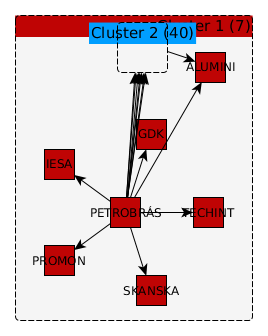 Cluster 1 (7)
Cluster 2 (40)
ALUMINI
GDK
IESA
PETROBRÁS
TECHINT
PROMON
SKANSKA